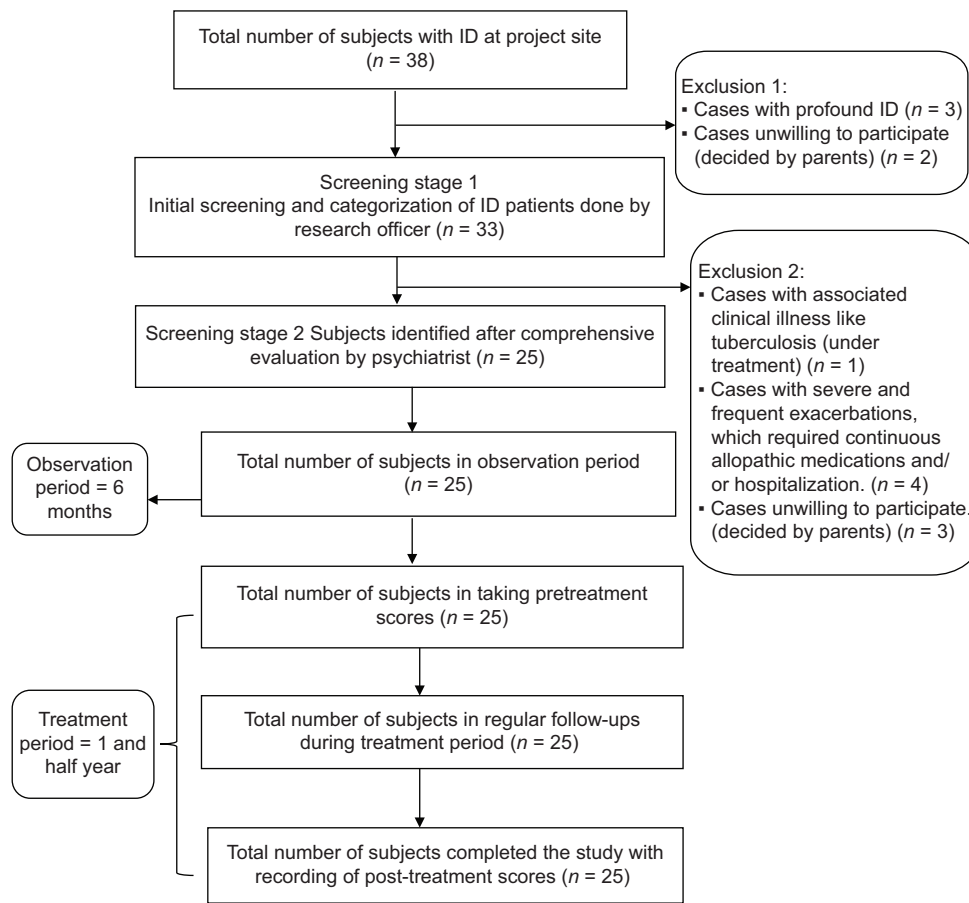 Total number of subjects with ID at project site
(n = 38)
Exclusion 1:
▪ Cases with profound ID (n = 3)
▪ Cases unwilling to participate
(decided by parents) (n = 2)
Screening stage 1
Initial screening and categorization of ID patients done by
research officer (n = 33)
Exclusion 2:
▪ Cases with associated
clinical illness like
tuberculosis (under
treatment) (n = 1)
▪ Cases with severe and
frequent exacerbations,
which required continuous
allopathic medications and/
or hospitalization. (n = 4)
▪ Cases unwilling to participate.
(decided by parents) (n = 3)
Screening stage 2 Subjects identified after comprehensive
evaluation by psychiatrist (n = 25)
Observation
period = 6
months
Total number of subjects in observation period
(n = 25)
Total number of subjects in taking pretreatment
scores (n = 25)
Treatment
period = 1 and
half year
Total number of subjects in regular follow-ups
during treatment period (n = 25)
Total number of subjects completed the study with
recording of post-treatment scores (n = 25)